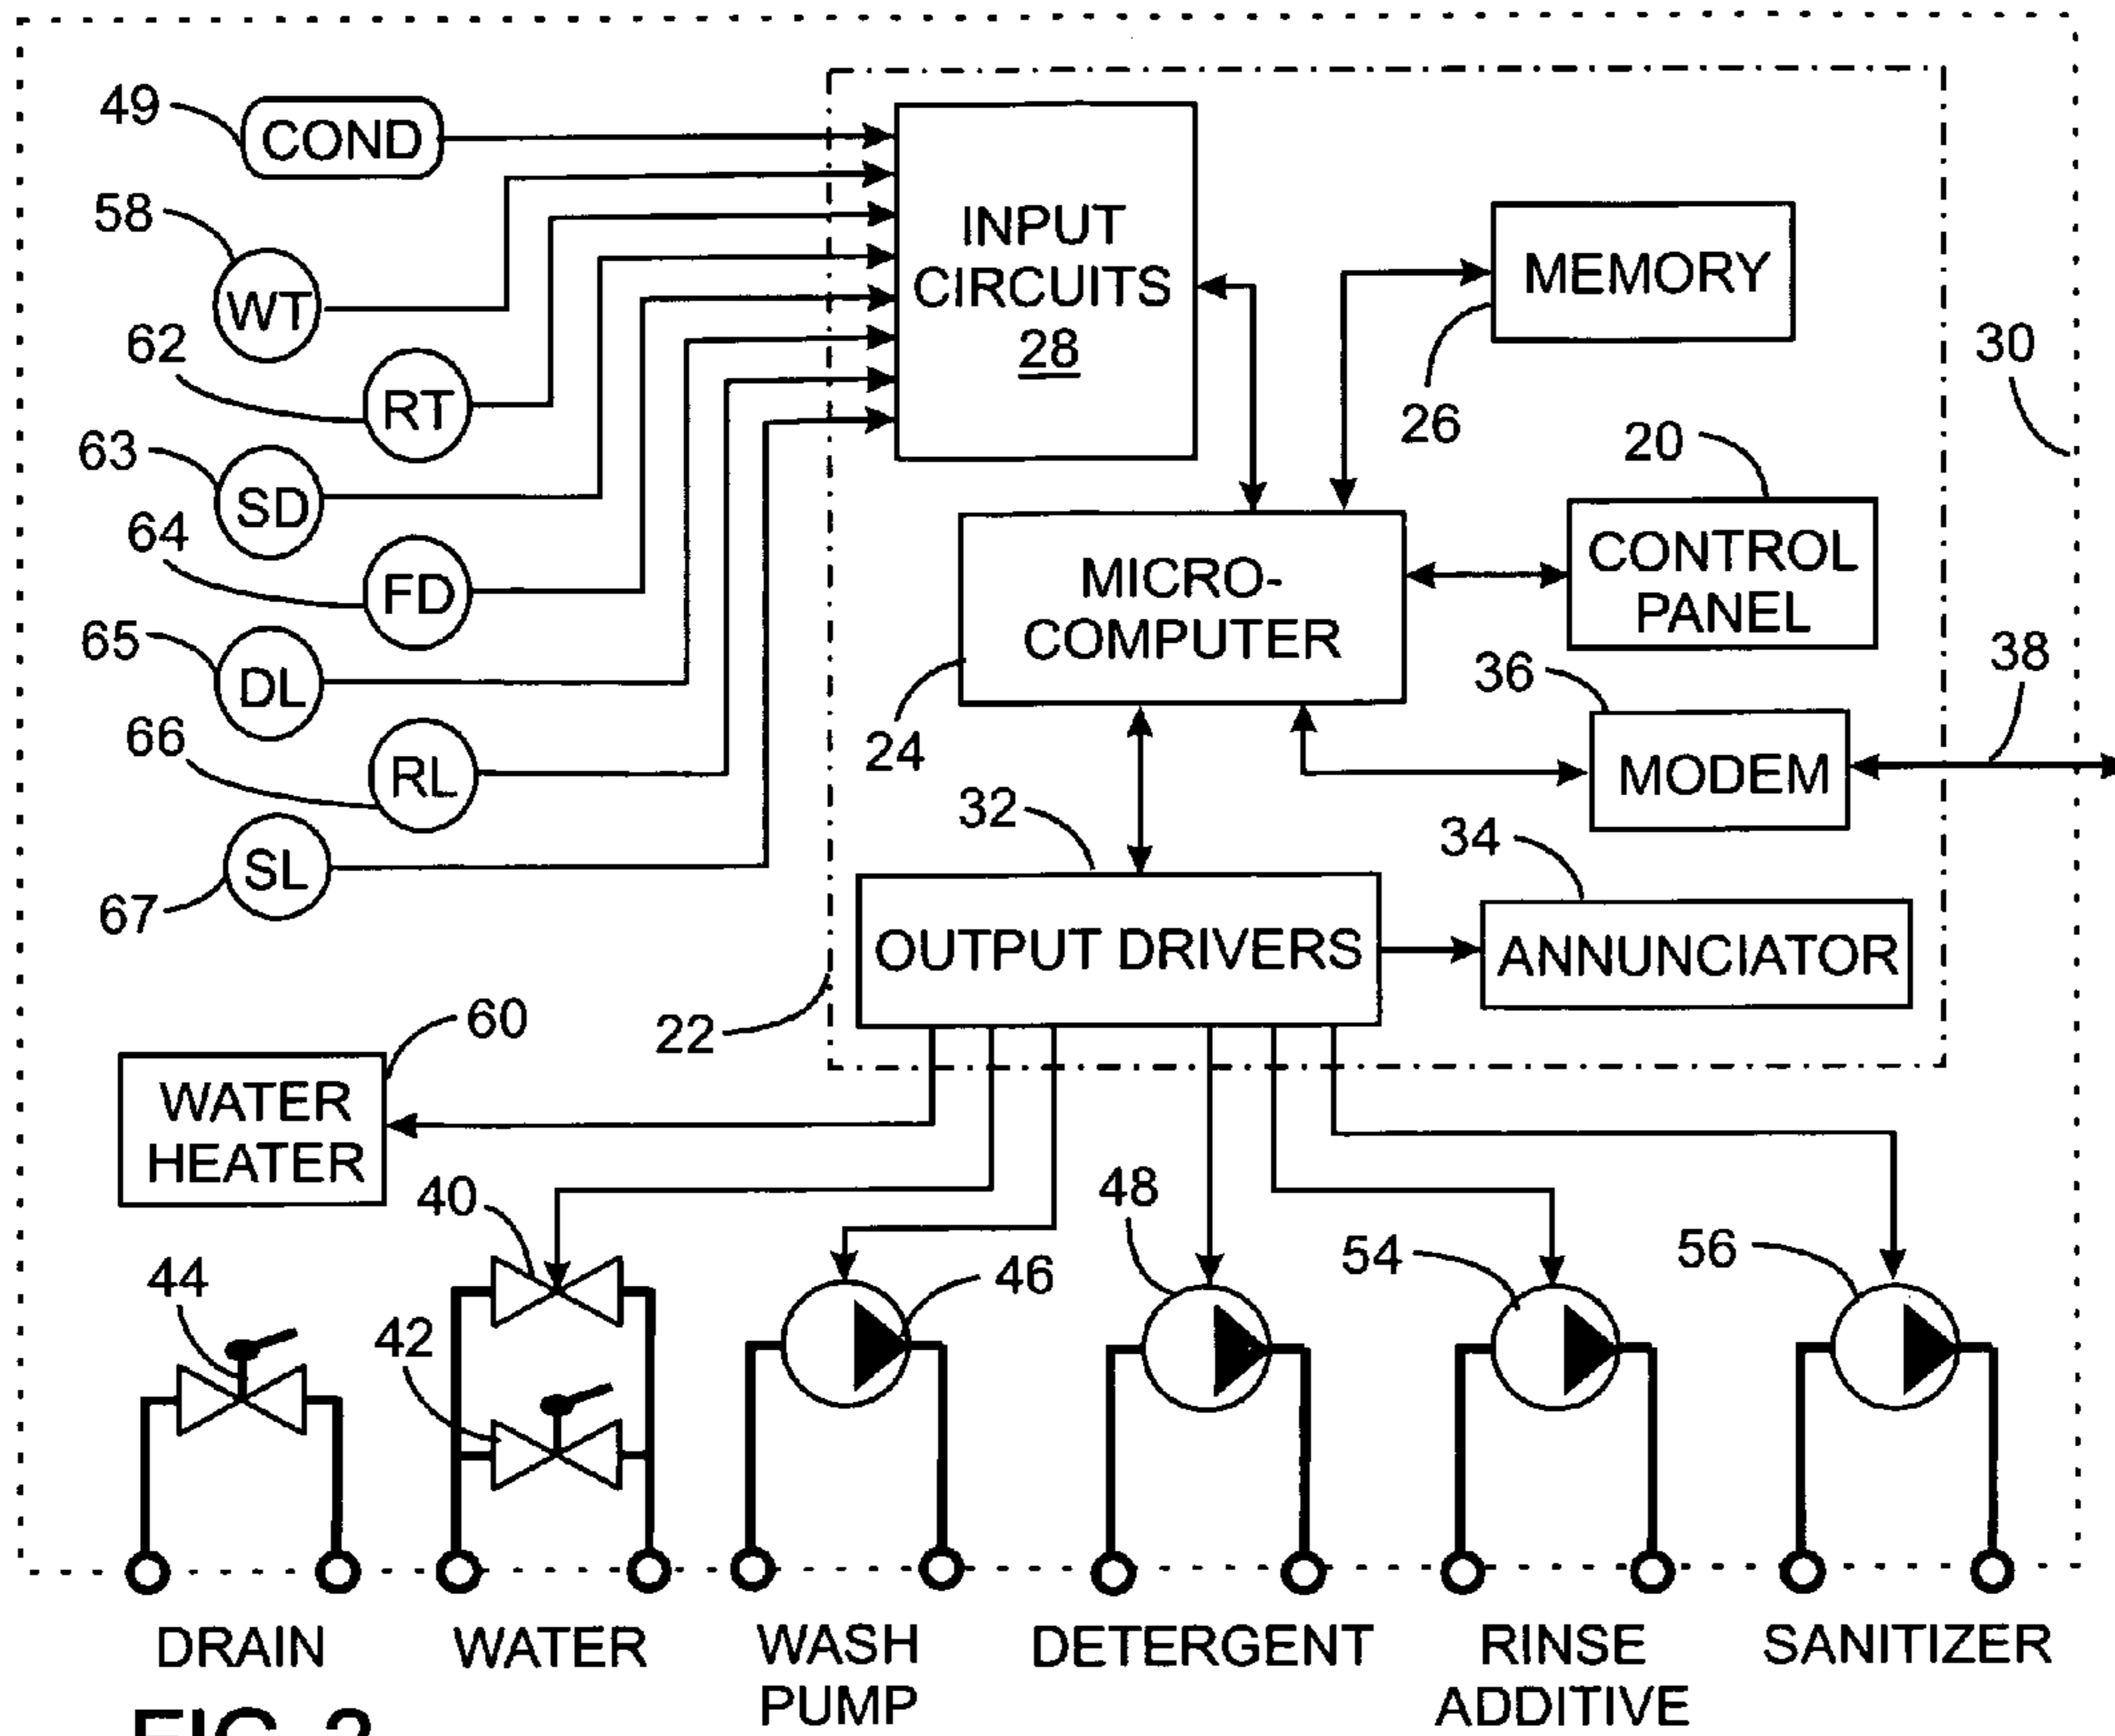 49
COND
58
WT
62
RT
63
SD
64
FD
65
DL
66
RL
SL
67
INPUT
CIRCUITS
28
MEMORY
26
30
20
CONTROL
PANEL
MICRO-
COMPUTER
24
36
38
MODEM
32
34
OUTPUT DRIVERS
ANNUNCIATOR
22
60
WATER
HEATER
40
48
54
56
44
46
42
DRAIN
WATER
WASH
PUMP
DETERGENT
RINSE
ADDITIVE
SANITIZER
FIG. 2